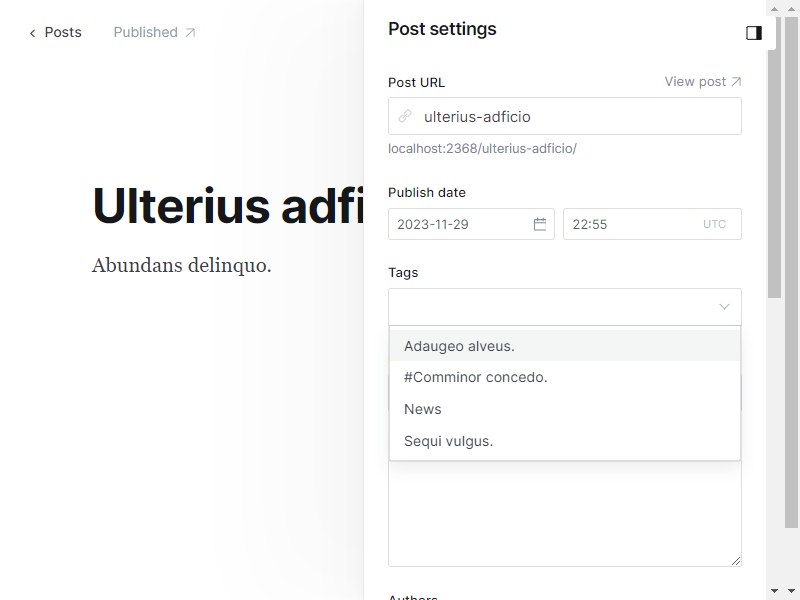 Posts
Published
Post settings
Post URL
View post
ulterius-adficio
localhost:2368/ulterius-adficio/
Publish date
2023-11-29
22:55
UTC
Ulterius adfi
Abundans delinquo.
Tags
Adaugeo alveus.
#Comminor concedo.
News
Sequi vulgus.
Authors